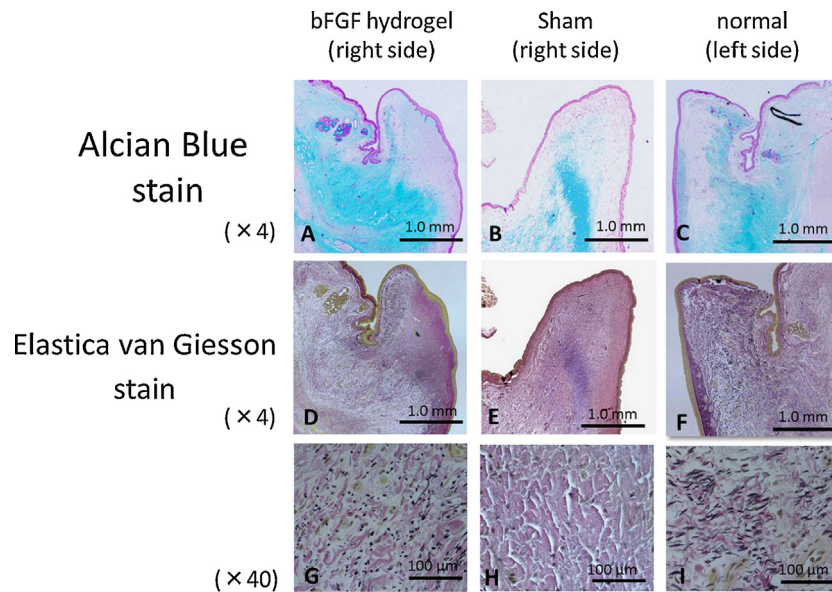 bFGF hydrogel
(right side)
Sham
(right side)
normal
(left side)
Alcian Blue
stain
(×4)
A
1.0 mm
B
1.0 mm
C
1.0 mm
Elastica van Giesson
stain
(×4)
D
1.0 mm
E
1.0 mm
F
1.0 mm
(×40)
G
100 μm
H
100 μm
I
100 μm